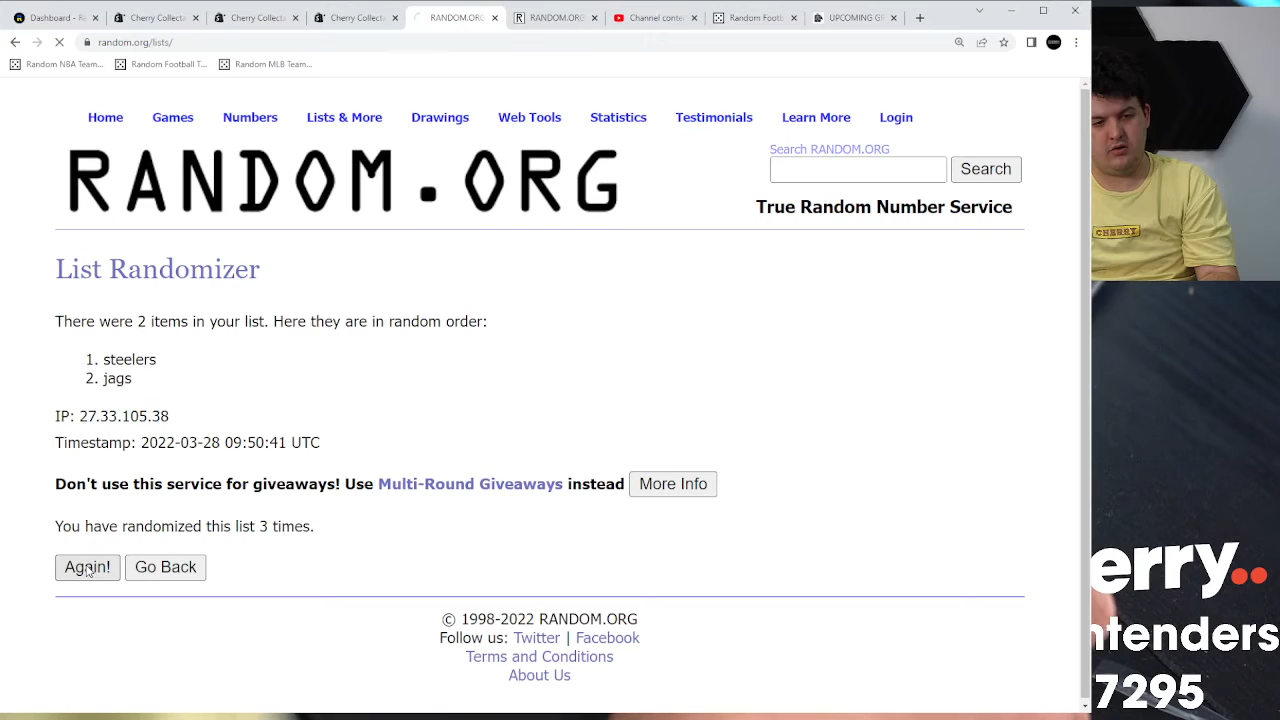 Dashboard -
Cherry Collecta
Cherry Collecta
Cherry Collecta
RANDOM.ORG
RANDOM.ORG
Channel conten
Random Footb
UPCOMING GI
random.org/lists/
Random NBA Team...
Random Football T...
Random MLB Team...
Home Games Numbers Lists & More Drawings Web Tools Statistics Testimonials Learn More Login
RANDOM.ORG
Search RANDOM.ORG
Search
True Random Number Service
List Randomizer
There were 2 items in your list. Here they are in random order:
1. steelers
2. jags
IP: 27.33.105.38
Timestamp: 2022-03-28 09:50:41 UTC
Don't use this service for giveaways! Use Multi-Round Giveaways instead More Info
You have randomized this list 3 times.
Again! Go Back
© 1998-2022 RANDOM.ORG
Follow us: Twitter | Facebook
Terms and Conditions
About Us
CHERRY
erry..
ntenders
7295